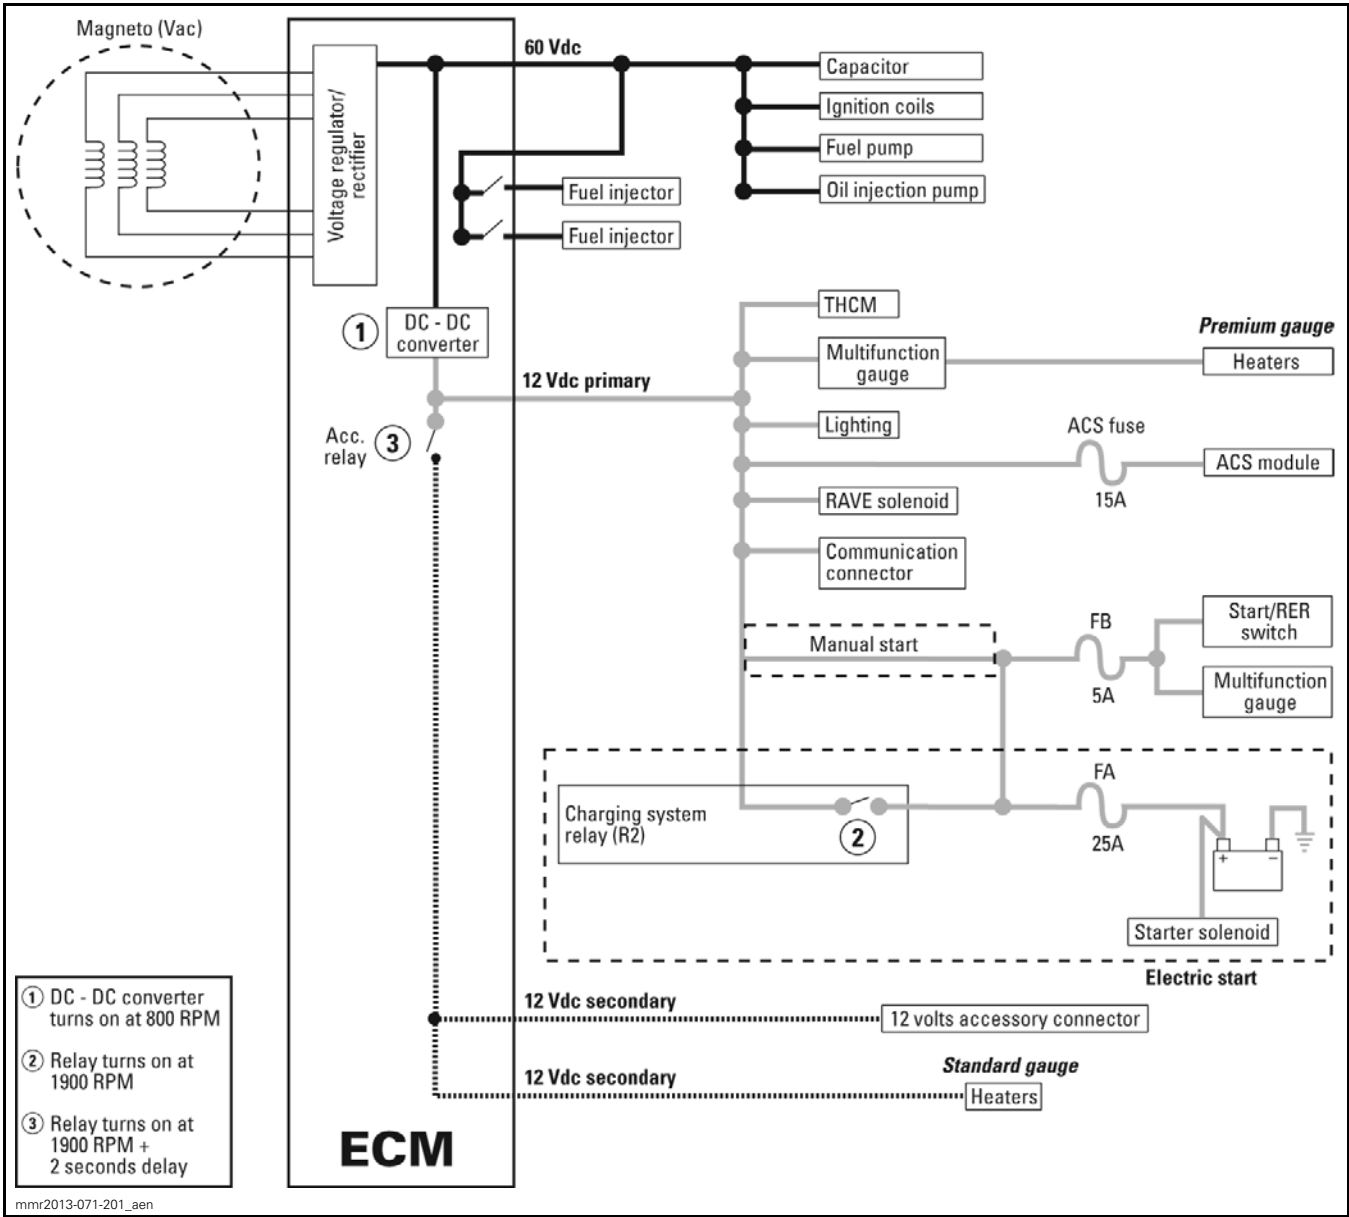 Magneto (Vac)
60 Vdc
Capacitor
Ignition coils
Fuel pump
Oil injection pump
Voltage regulator/
rectifier
Fuel injector
Fuel injector
1
DC - DC
converter
12 Vdc primary
THCM
Multifunction
gauge
Premium gauge
Heaters
Lighting
Acc.
relay
3
ACS fuse
15A
ACS module
RAVE solenoid
Communication
connector
Manual start
FB
5A
Start/RER
switch
Multifunction
gauge
Charging system
relay (R2)
2
FA
25A
+
–
Starter solenoid
Electric start
12 Vdc secondary
12 volts accessory connector
12 Vdc secondary
Standard gauge
Heaters
1 DC - DC converter
turns on at 800 RPM
2 Relay turns on at
1900 RPM
3 Relay turns on at
1900 RPM +
2 seconds delay
ECM
mmr2013-071-201_aen